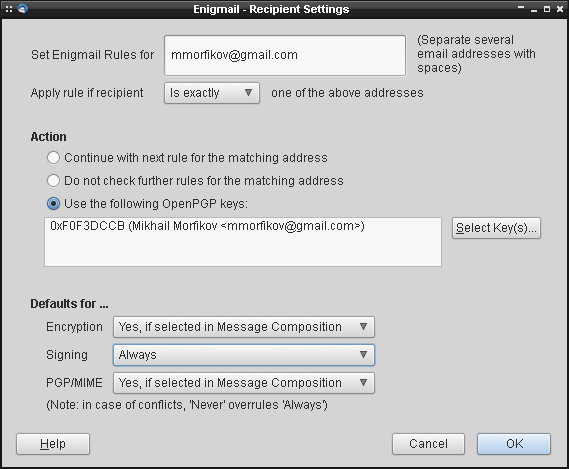 Enigmail - Recipient Settings
Set Enigmail Rules for mmorfikov@gmail.com (Separate several
email addresses with
spaces)
Apply rule if recipient Is exactly one of the above addresses
Action
Continue with next rule for the matching address
Do not check further rules for the matching address
Use the following OpenPGP keys:
0xF0F3DCCB (Mikhail Morfikov <mmorfikov@gmail.com>) Select Key(s)...
Defaults for ...
Encryption Yes, if selected in Message Composition
Signing Always
PGP/MIME Yes, if selected in Message Composition
(Note: in case of conflicts, 'Never' overrules 'Always')
Help Cancel OK